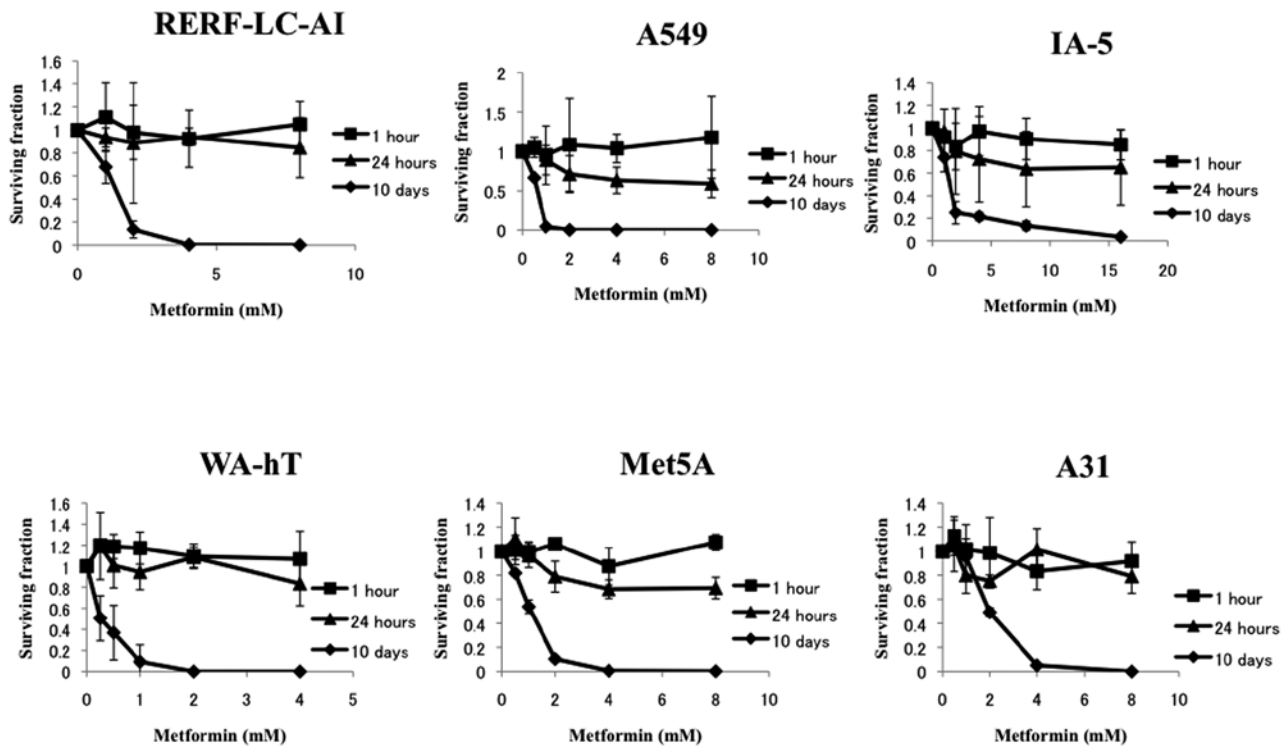 RERF-LC-AI
Surviving fraction
1.6
1.4
1.2
1
0.8
0.6
0.4
0.2
0
0
5
10
Metformin (mM)
1 hour
24 hours
10 days
A549
Surviving fraction
2
1.5
1
0.5
0
0
2
4
6
8
10
Metformin (mM)
1 hour
24 hours
10 days
IA-5
Surviving fraction
1.4
1.2
1
0.8
0.6
0.4
0.2
0
0
5
10
15
20
Metformin (mM)
1 hour
24 hours
10 days
WA-hT
Surviving fraction
1.6
1.4
1.2
1
0.8
0.6
0.4
0.2
0
0
1
2
3
4
5
Metformin (mM)
1 hour
24 hours
10 days
Met5A
Surviving fraction
1.4
1.2
1
0.8
0.6
0.4
0.2
0
0
2
4
6
8
10
Metformin (mM)
1 hour
24 hours
10 days
A31
Surviving fraction
1.4
1.2
1
0.8
0.6
0.4
0.2
0
0
2
4
6
8
10
Metformin (mM)
1 hour
24 hours
10 days